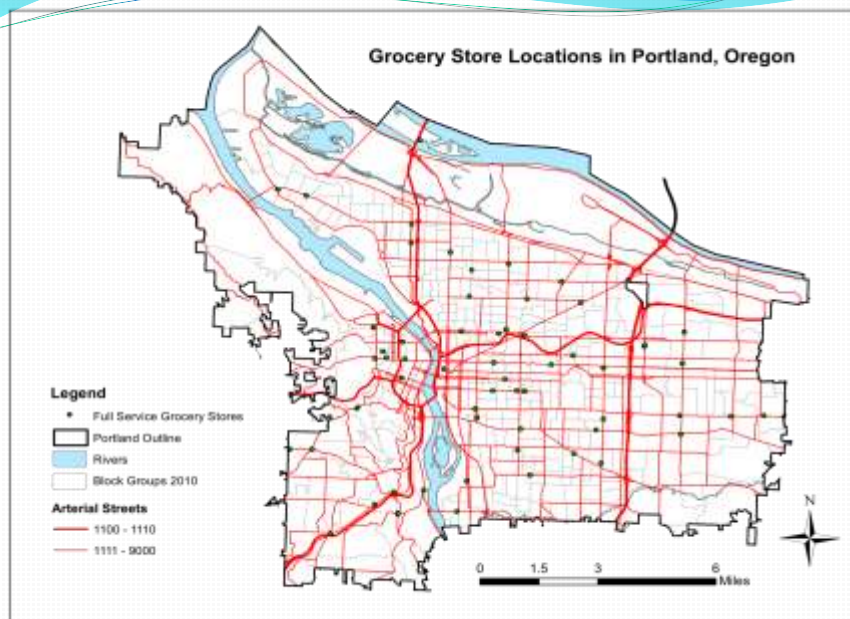 Grocery Store Locations in Portland, Oregon
Legend
Full Service Grocery Stores
Portland Outline
Rivers
Block Groups 2010
Arterial Streets
1100 - 1110
1111 - 9000
N
0 1.5 3 6
Miles